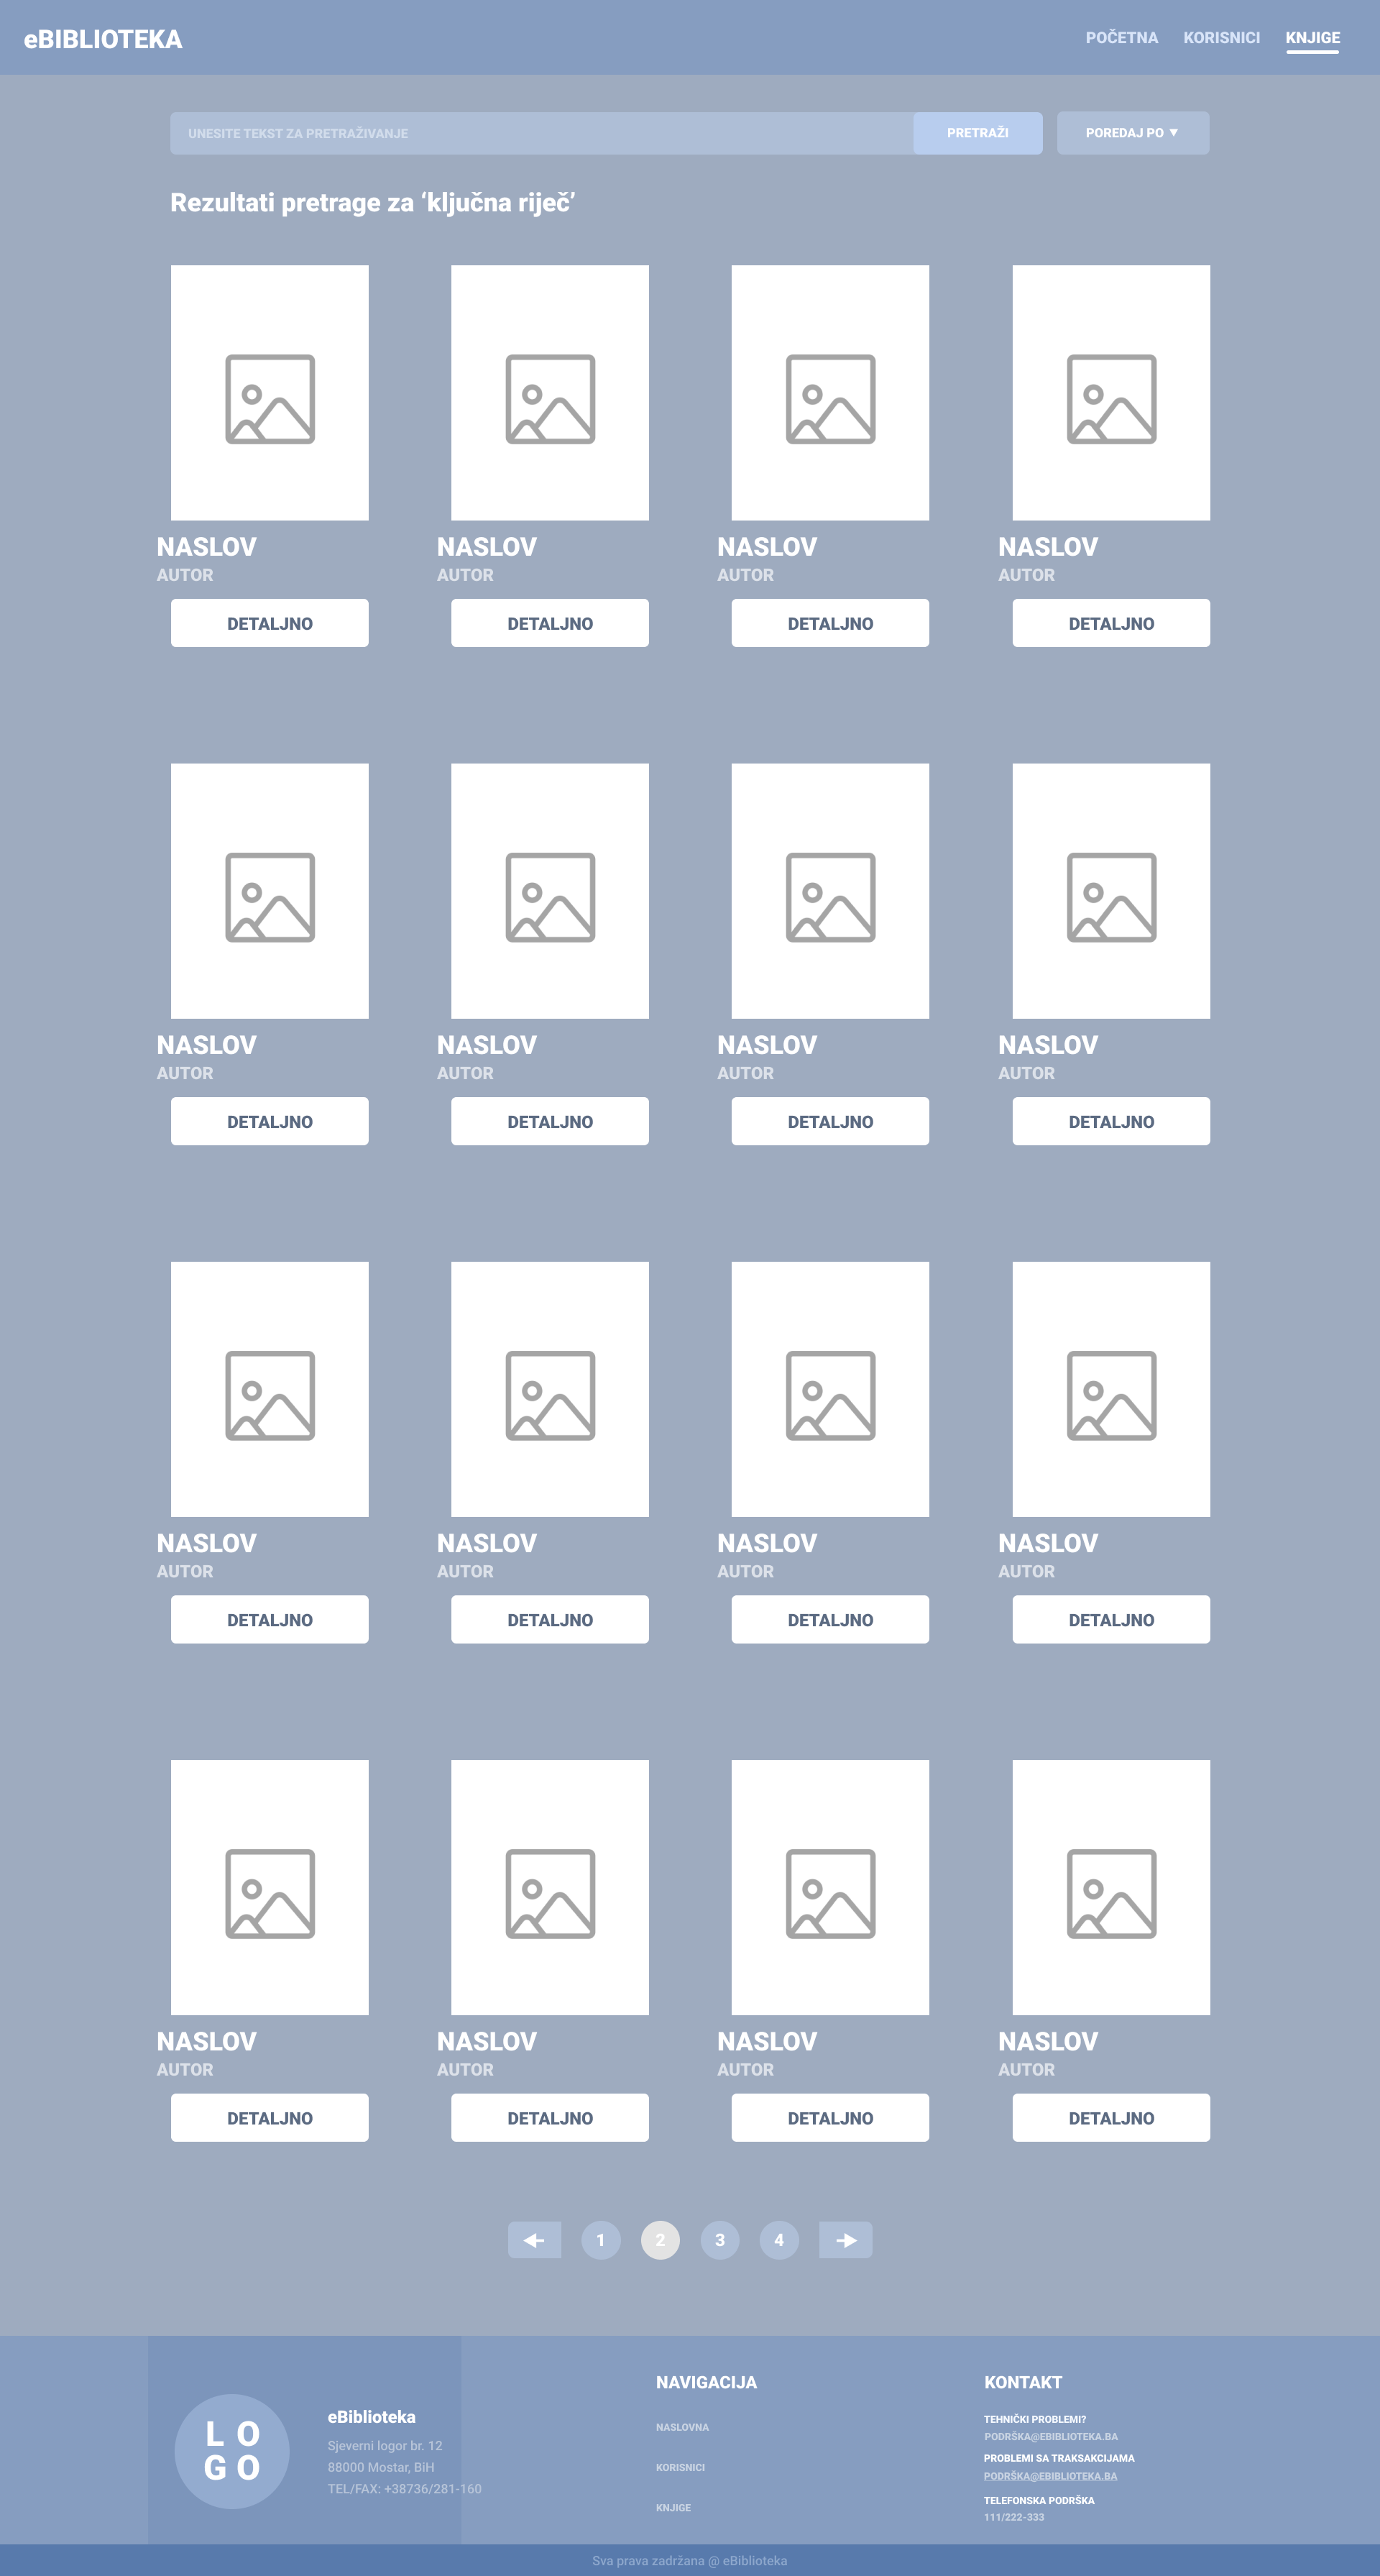 eBIBLIOTEKA
POČETNA KORISNICI KNJIGE
UNESITE TEKST ZA PRETRAŽIVANJE PRETRAŽI POREDAJ PO ▼
Rezultati pretrage za ‘ključna riječ’
NASLOV NASLOV NASLOV NASLOV
AUTOR AUTOR AUTOR AUTOR
DETALJNO DETALJNO DETALJNO DETALJNO
NASLOV NASLOV NASLOV NASLOV
AUTOR AUTOR AUTOR AUTOR
DETALJNO DETALJNO DETALJNO DETALJNO
NASLOV NASLOV NASLOV NASLOV
AUTOR AUTOR AUTOR AUTOR
DETALJNO DETALJNO DETALJNO DETALJNO
NASLOV NASLOV NASLOV NASLOV
AUTOR AUTOR AUTOR AUTOR
DETALJNO DETALJNO DETALJNO DETALJNO
1 2 3 4
L O
G O
eBiblioteka
Sjeverni logor br. 12
88000 Mostar, BiH
TEL/FAX: +38736/281-160
NAVIGACIJA
NASLOVNA
KORISNICI
KNJIGE
KONTAKT
TEHNIČKI PROBLEMI?
PODRŠKA@EBIBLIOTEKA.BA
PROBLEMI SA TRAKSAKCIJAMA
PODRŠKA@EBIBLIOTEKA.BA
TELEFONSKA PODRŠKA
111/222-333
Sva prava zadržana @ eBiblioteka